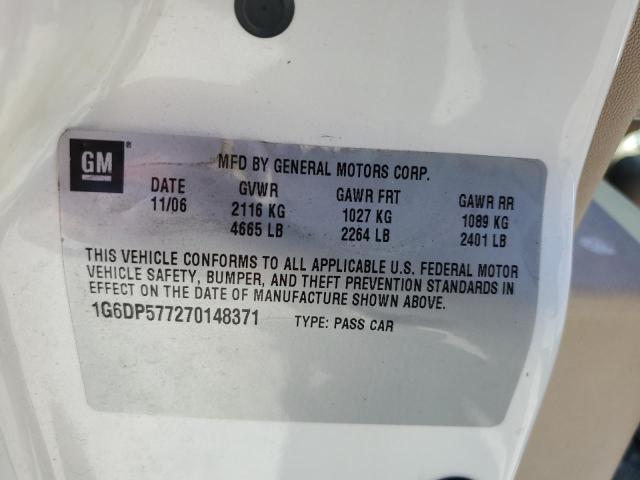 GM ®
MFD BY GENERAL MOTORS CORP.
DATE GVWR GAWR FRT GAWR RR
11/06 2116 KG 1027 KG 1089 KG
4665 LB 2264 LB 2401 LB
THIS VEHICLE CONFORMS TO ALL APPLICABLE U.S. FEDERAL MOTOR
VEHICLE SAFETY, BUMPER, AND THEFT PREVENTION STANDARDS IN
EFFECT ON THE DATE OF MANUFACTURE SHOWN ABOVE.
1G6DP577270148371 TYPE: PASS CAR